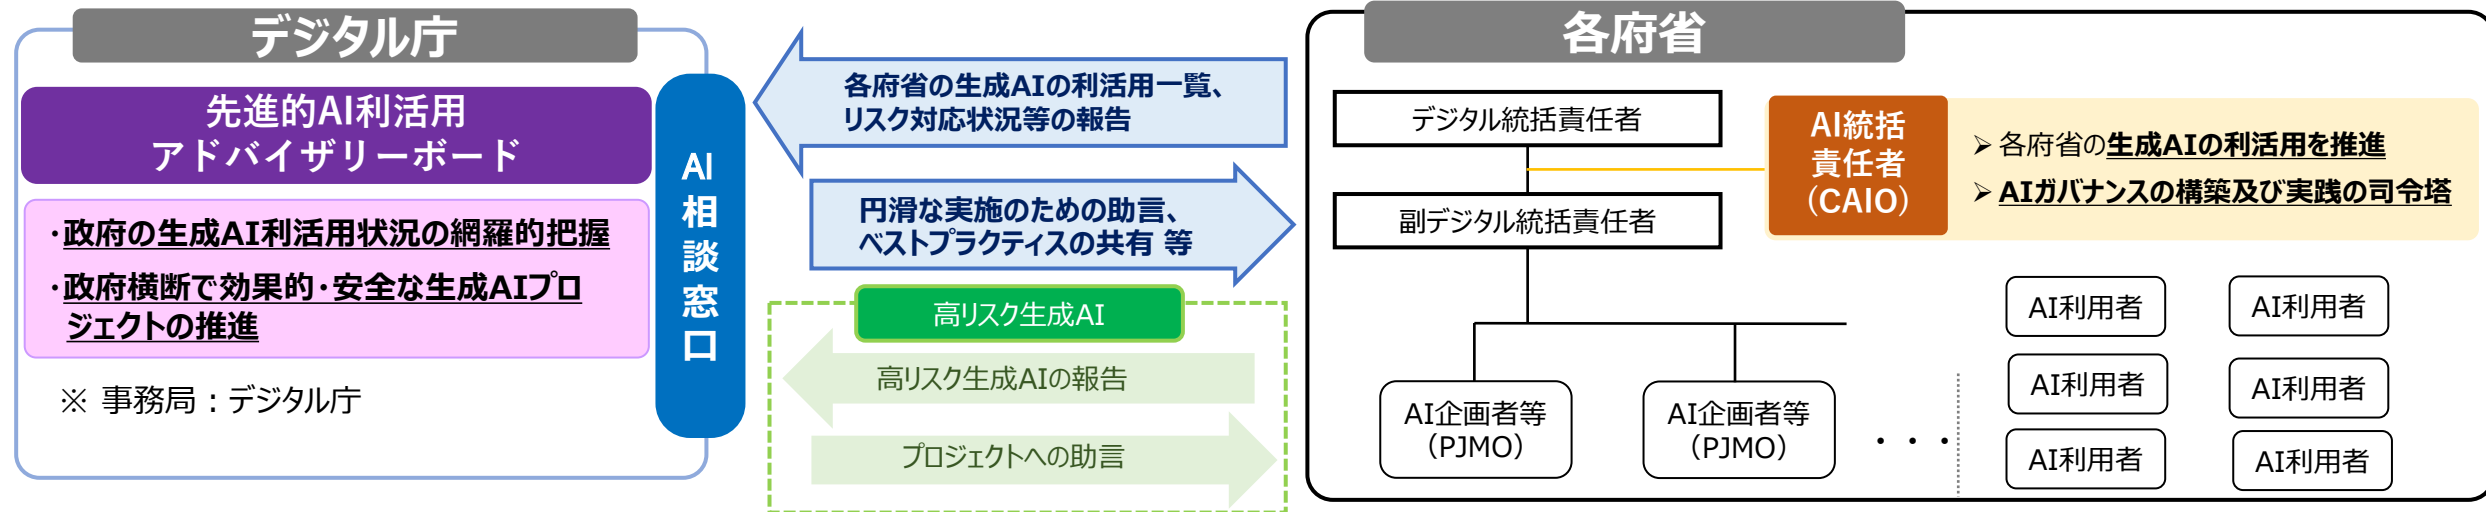 デジタル庁
先進的AI利活用
アドバイザリーボード
・政府の生成AI利活用状況の網羅的把握
・政府横断で効果的・安全な生成AIプロ
ジェクトの推進
※ 事務局：デジタル庁
AI相談窓口
各府省の生成AIの利活用一覧、
リスク対応状況等の報告
円滑な実施のための助言、
ベストプラクティスの共有 等
高リスク生成AI
高リスク生成AIの報告
プロジェクトへの助言
各府省
デジタル統括責任者
副デジタル統括責任者
AI統括
責任者
（CAIO）
➢ 各府省の生成AIの利活用を推進
➢ AIガバナンスの構築及び実践の司令塔
AI企画者等
（PJMO）
AI企画者等
（PJMO）
・・・
AI利用者
AI利用者
AI利用者
AI利用者
AI利用者
AI利用者